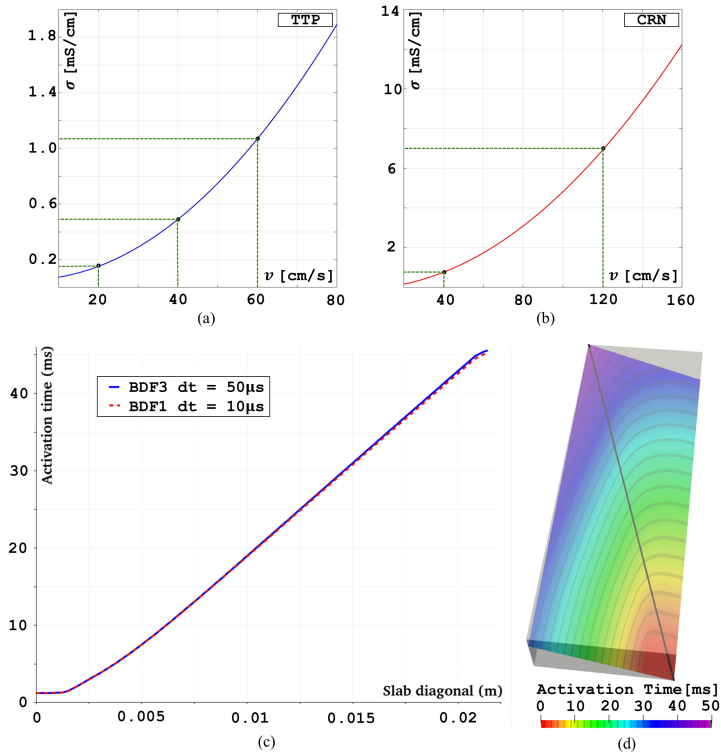 TTP
σ [mS/cm]
1.8
1.4
1.0
0.6
0.2
20 40 60 80
v [cm/s]
(a)
CRN
σ [mS/cm]
14
10
6
2
40 80 120 160
v [cm/s]
(b)
Activation time (ms)
BDF3 dt = 50μs
BDF1 dt = 10μs
40
30
20
10
0
Slab diagonal (m)
0 0.005 0.01 0.015 0.02
(c)
Activation Time[ms]
0 10 20 30 40 50
(d)